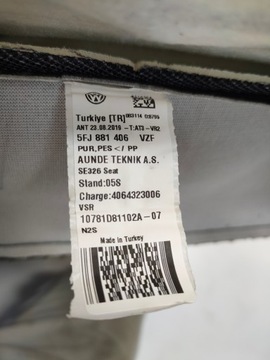 Turkiye [TR]
ANT 23.08.2019 -T:AT3-VR2
5FJ 881 406 VZF
PUR,PES</ PP
AUNDE TEKNIK A.S.
SE326 Seat
Stand:05S
Charge:4064323006
VSR
10781D81102A-07
N2S
Made in Turkey